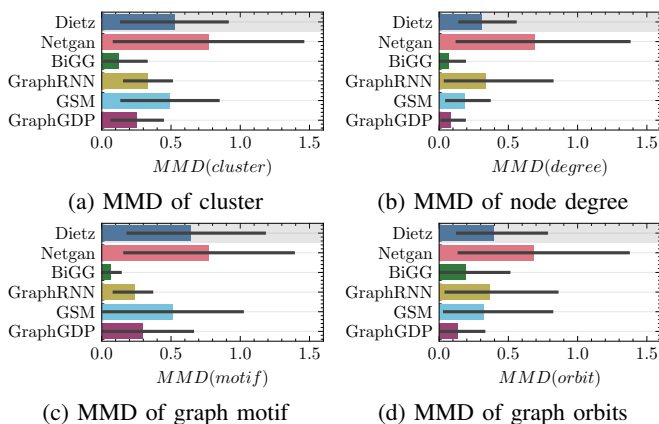 Dietz
Netgan
BiGG
GraphRNN
GSM
GraphGDP
0.0 0.5 1.0 1.5
MMD(cluster)
(a) MMD of cluster
Dietz
Netgan
BiGG
GraphRNN
GSM
GraphGDP
0.0 0.5 1.0 1.5
MMD(degree)
(b) MMD of node degree
Dietz
Netgan
BiGG
GraphRNN
GSM
GraphGDP
0.0 0.5 1.0 1.5
MMD(motif)
(c) MMD of graph motif
Dietz
Netgan
BiGG
GraphRNN
GSM
GraphGDP
0.0 0.5 1.0 1.5
MMD(orbit)
(d) MMD of graph orbits